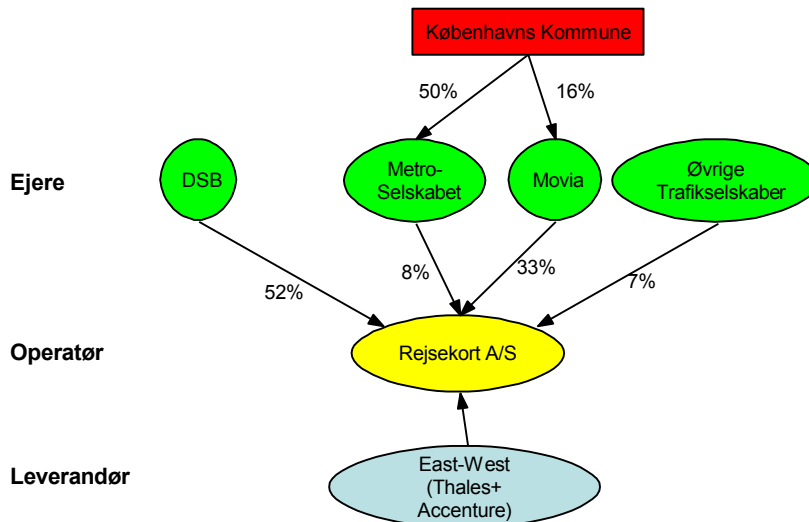 Københavns Kommune
50%
16%
Ejere
DSB
Metro-
Selskabet
Movia
Øvrige
Trafikselskaber
52%
8%
33%
7%
Operatør
Rejsekort A/S
Leverandør
East-West
(Thales+
Accenture)